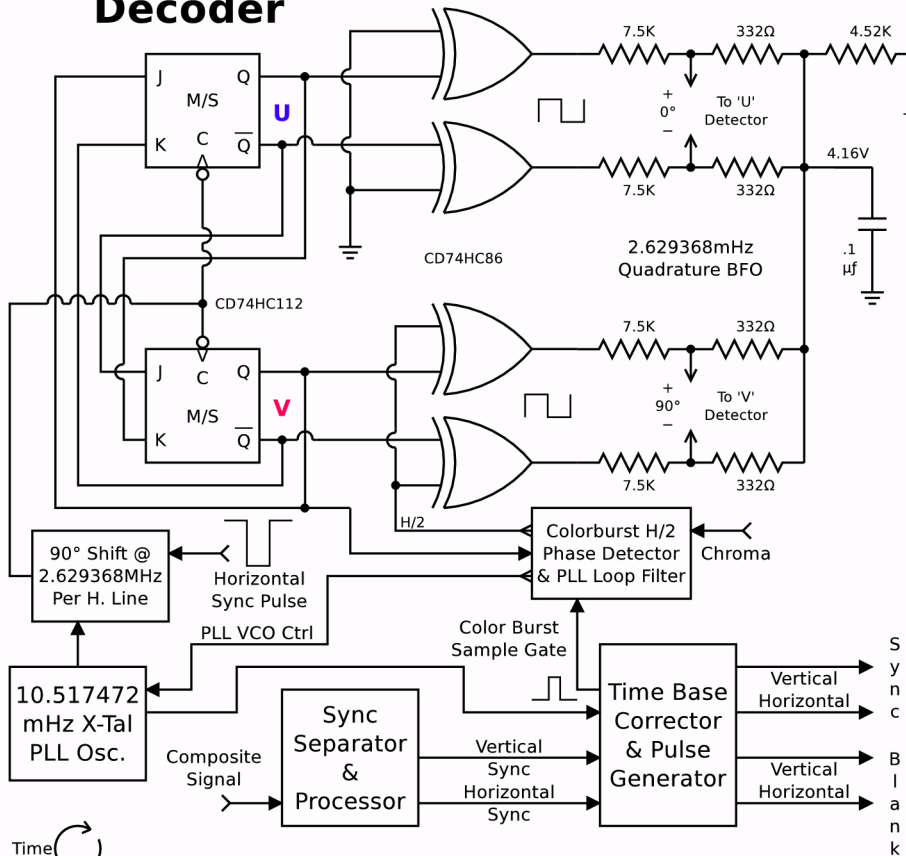 Decoder
7.5K
332Ω
4.52K
J
Q
M/S
K
C
Q
U
+
0°
−
To 'U'
Detector
7.5K
332Ω
4.16V
CD74HC86
2.629368mHz
Quadrature BFO
.1
µf
CD74HC112
7.5K
332Ω
J
C
Q
M/S
K
Q
V
+
90°
−
To 'V'
Detector
7.5K
332Ω
H/2
90° Shift @
2.629368MHz
Per H. Line
Horizontal
Sync Pulse
Colorburst H/2
Phase Detector
& PLL Loop Filter
Chroma
PLL VCO Ctrl
Color Burst
Sample Gate
10.517472
mHz X-Tal
PLL Osc.
Composite
Signal
Sync
Separator
&
Processor
Vertical
Sync
Horizontal
Sync
Time Base
Corrector
& Pulse
Generator
Vertical
Horizontal
Sync
Vertical
Horizontal
Blank
Time